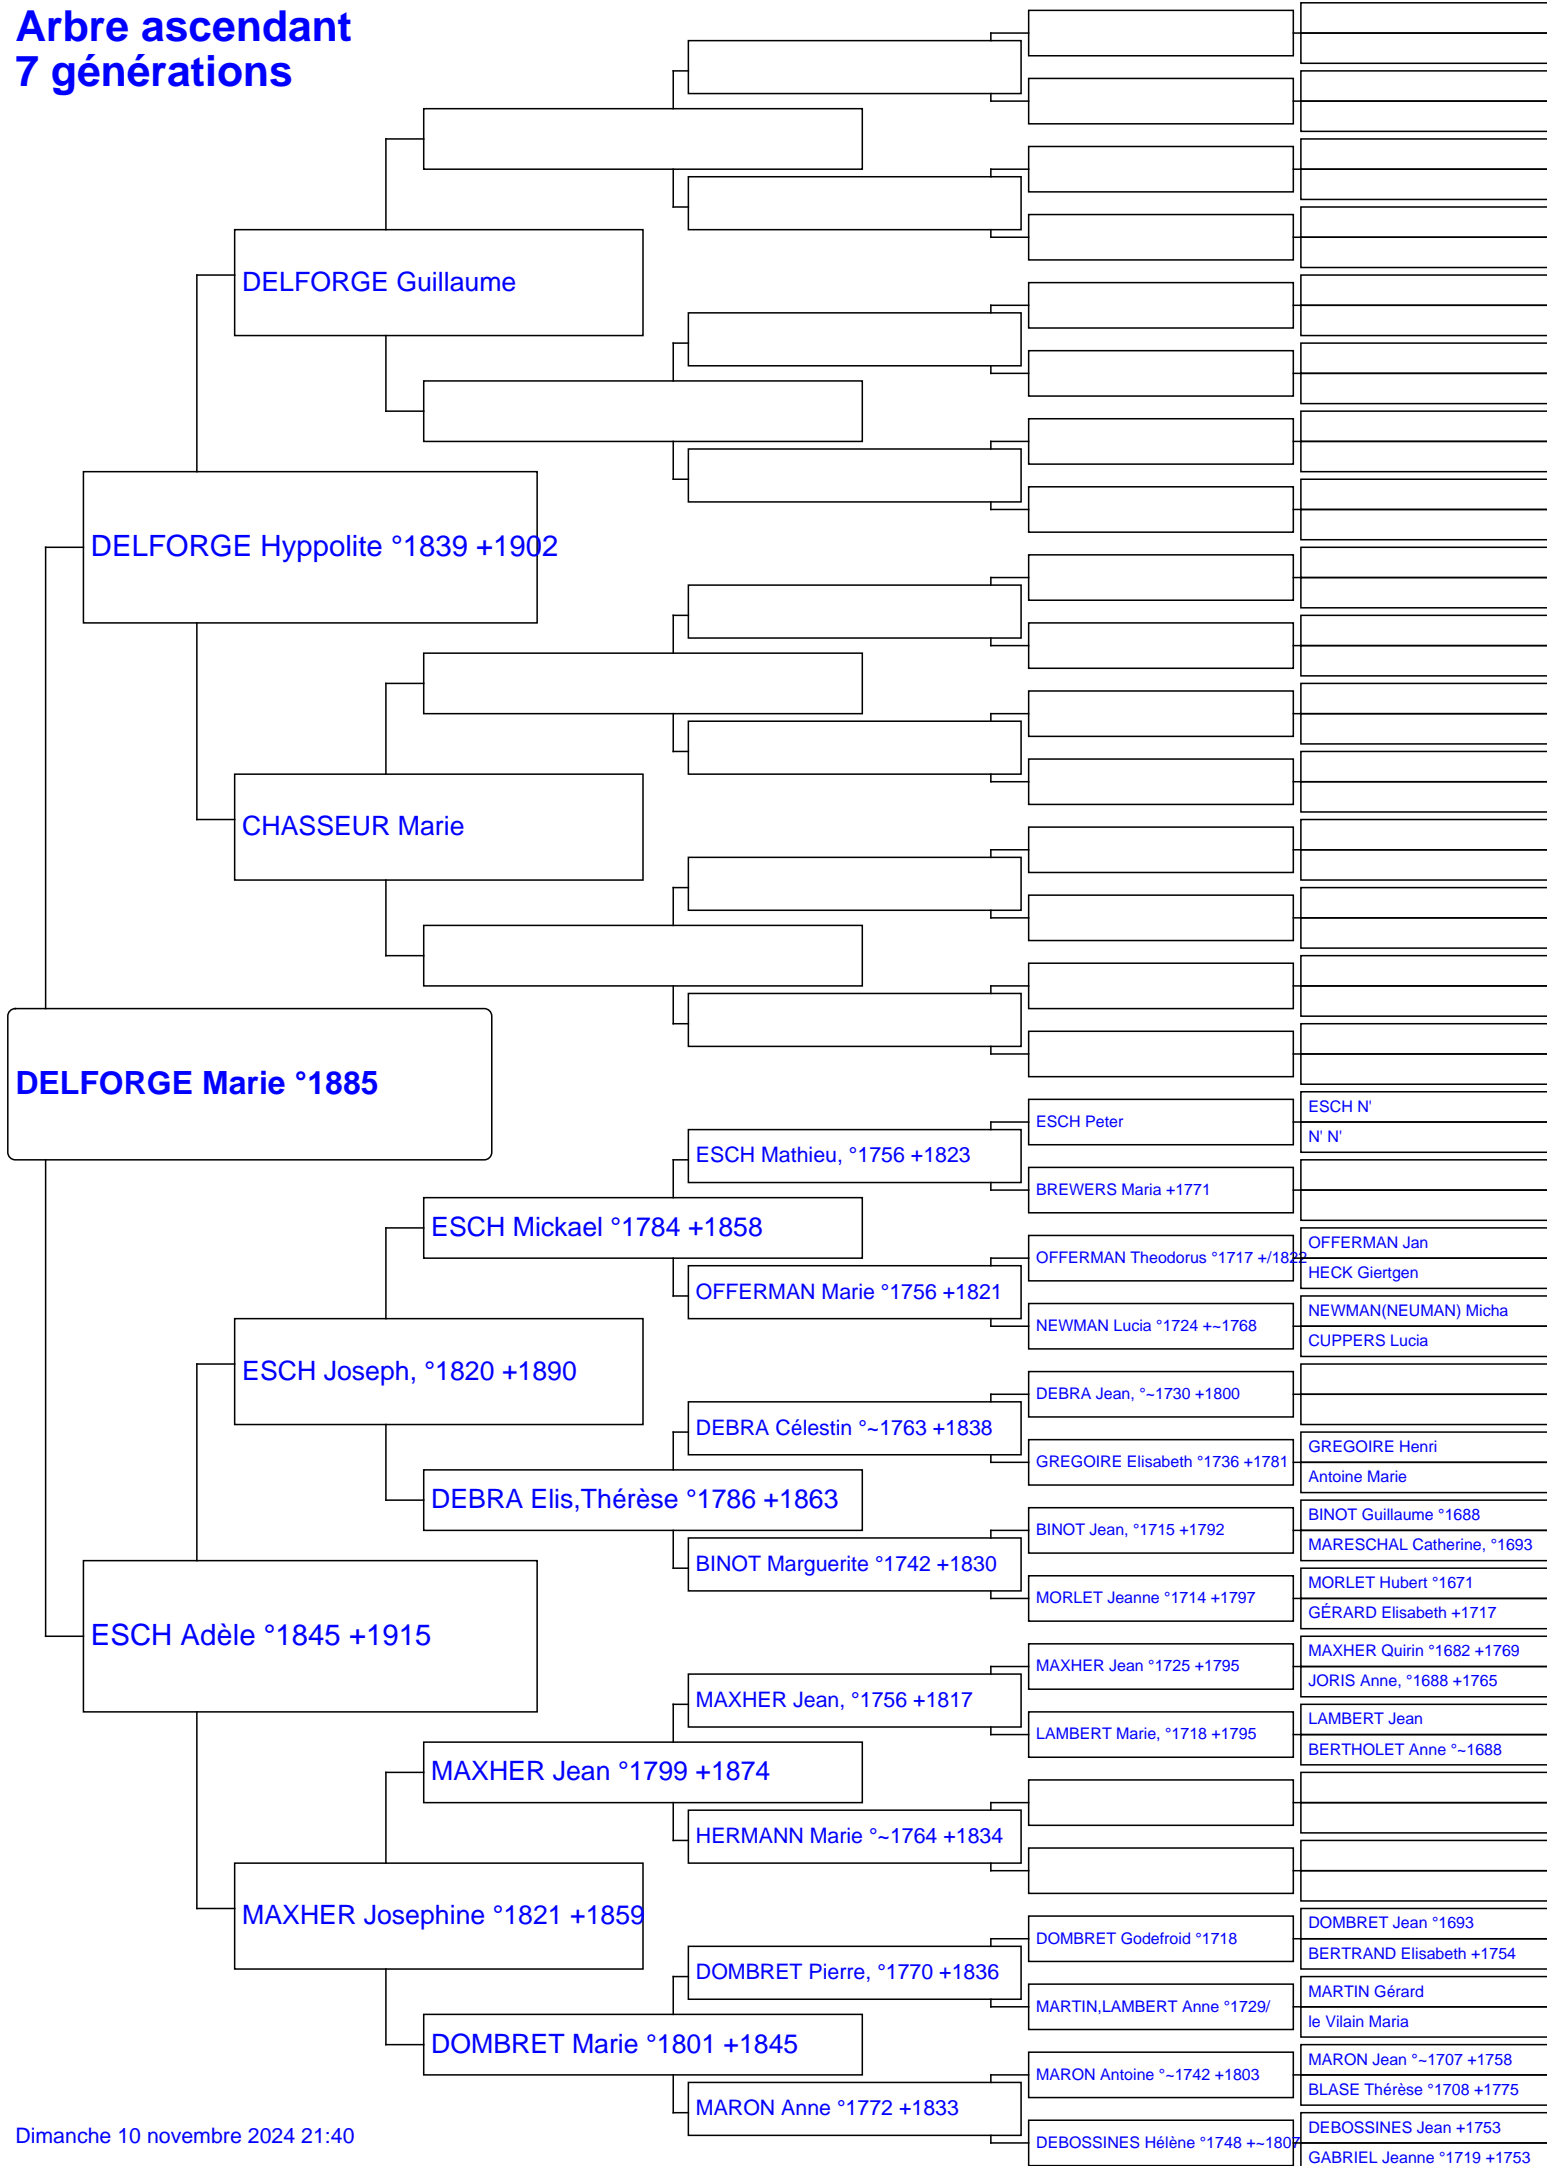 Arbre ascendant
7 générations
DELFORGE Guillaume
DELFORGE Hyppolite °1839 +1902
CHASSEUR Marie
DELFORGE Marie °1885
ESCH Peter
ESCH N'
N' N'
ESCH Mathieu, °1756 +1823
BREWERS Maria +1771
ESCH Mickael °1784 +1858
OFFERMAN Theodorus °1717 +/1822
OFFERMAN Jan
HECK Giertgen
OFFERMAN Marie °1756 +1821
NEWMAN Lucia °1724 +~1768
NEWMAN(NEUMAN) Micha
CUPPERS Lucia
ESCH Joseph, °1820 +1890
DEBRA Jean, °~1730 +1800
DEBRA Célestin °~1763 +1838
GREGOIRE Elisabeth °1736 +1781
GREGOIRE Henri
Antoine Marie
DEBRA Elis,Thérèse °1786 +1863
BINOT Jean, °1715 +1792
BINOT Guillaume °1688
MARESCHAL Catherine, °1693
BINOT Marguerite °1742 +1830
MORLET Jeanne °1714 +1797
MORLET Hubert °1671
GÉRARD Elisabeth +1717
ESCH Adèle °1845 +1915
MAXHER Jean °1725 +1795
MAXHER Quirin °1682 +1769
JORIS Anne, °1688 +1765
MAXHER Jean, °1756 +1817
LAMBERT Marie, °1718 +1795
LAMBERT Jean
BERTHOLET Anne °~1688
MAXHER Jean °1799 +1874
HERMANN Marie °~1764 +1834
MAXHER Josephine °1821 +1859
DOMBRET Godefroid °1718
DOMBRET Jean °1693
BERTRAND Elisabeth +1754
DOMBRET Pierre, °1770 +1836
MARTIN,LAMBERT Anne °1729/
MARTIN Gérard
le Vilain Maria
DOMBRET Marie °1801 +1845
MARON Antoine °~1742 +1803
MARON Jean °~1707 +1758
BLASE Thérèse °1708 +1775
MARON Anne °1772 +1833
DEBOSSINES Hélène °1748 +~1807
DEBOSSINES Jean +1753
GABRIEL Jeanne °1719 +1753
Dimanche 10 novembre 2024 21:40